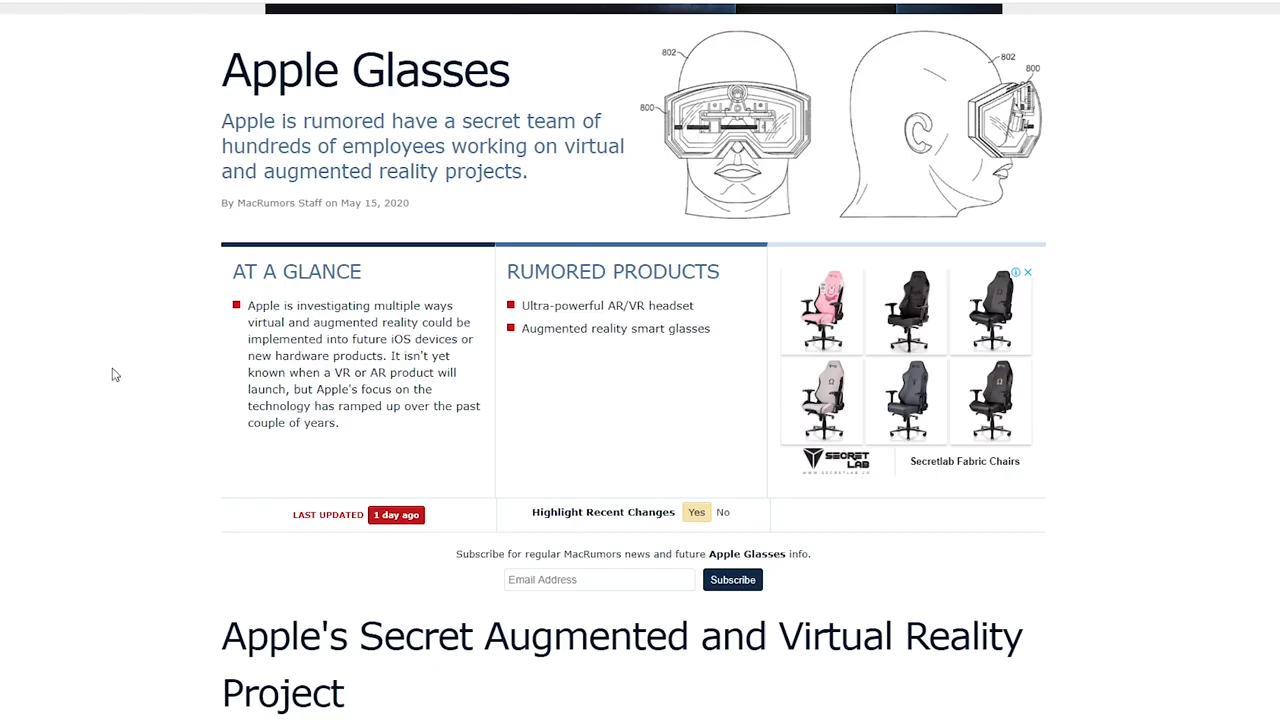 Apple Glasses
Apple is rumored have a secret team of
hundreds of employees working on virtual
and augmented reality projects.
By MacRumors Staff on May 15, 2020
802
800
802
800
AT A GLANCE
Apple is investigating multiple ways
virtual and augmented reality could be
implemented into future iOS devices or
new hardware products. It isn't yet
known when a VR or AR product will
launch, but Apple's focus on the
technology has ramped up over the past
couple of years.
RUMORED PRODUCTS
Ultra-powerful AR/VR headset
Augmented reality smart glasses
SECRET
LAB
WWW.SECRETLAB.CO
Secretlab Fabric Chairs
LAST UPDATED 1 day ago
Highlight Recent Changes Yes No
Subscribe for regular MacRumors news and future Apple Glasses info.
Email Address Subscribe
Apple's Secret Augmented and Virtual Reality
Project